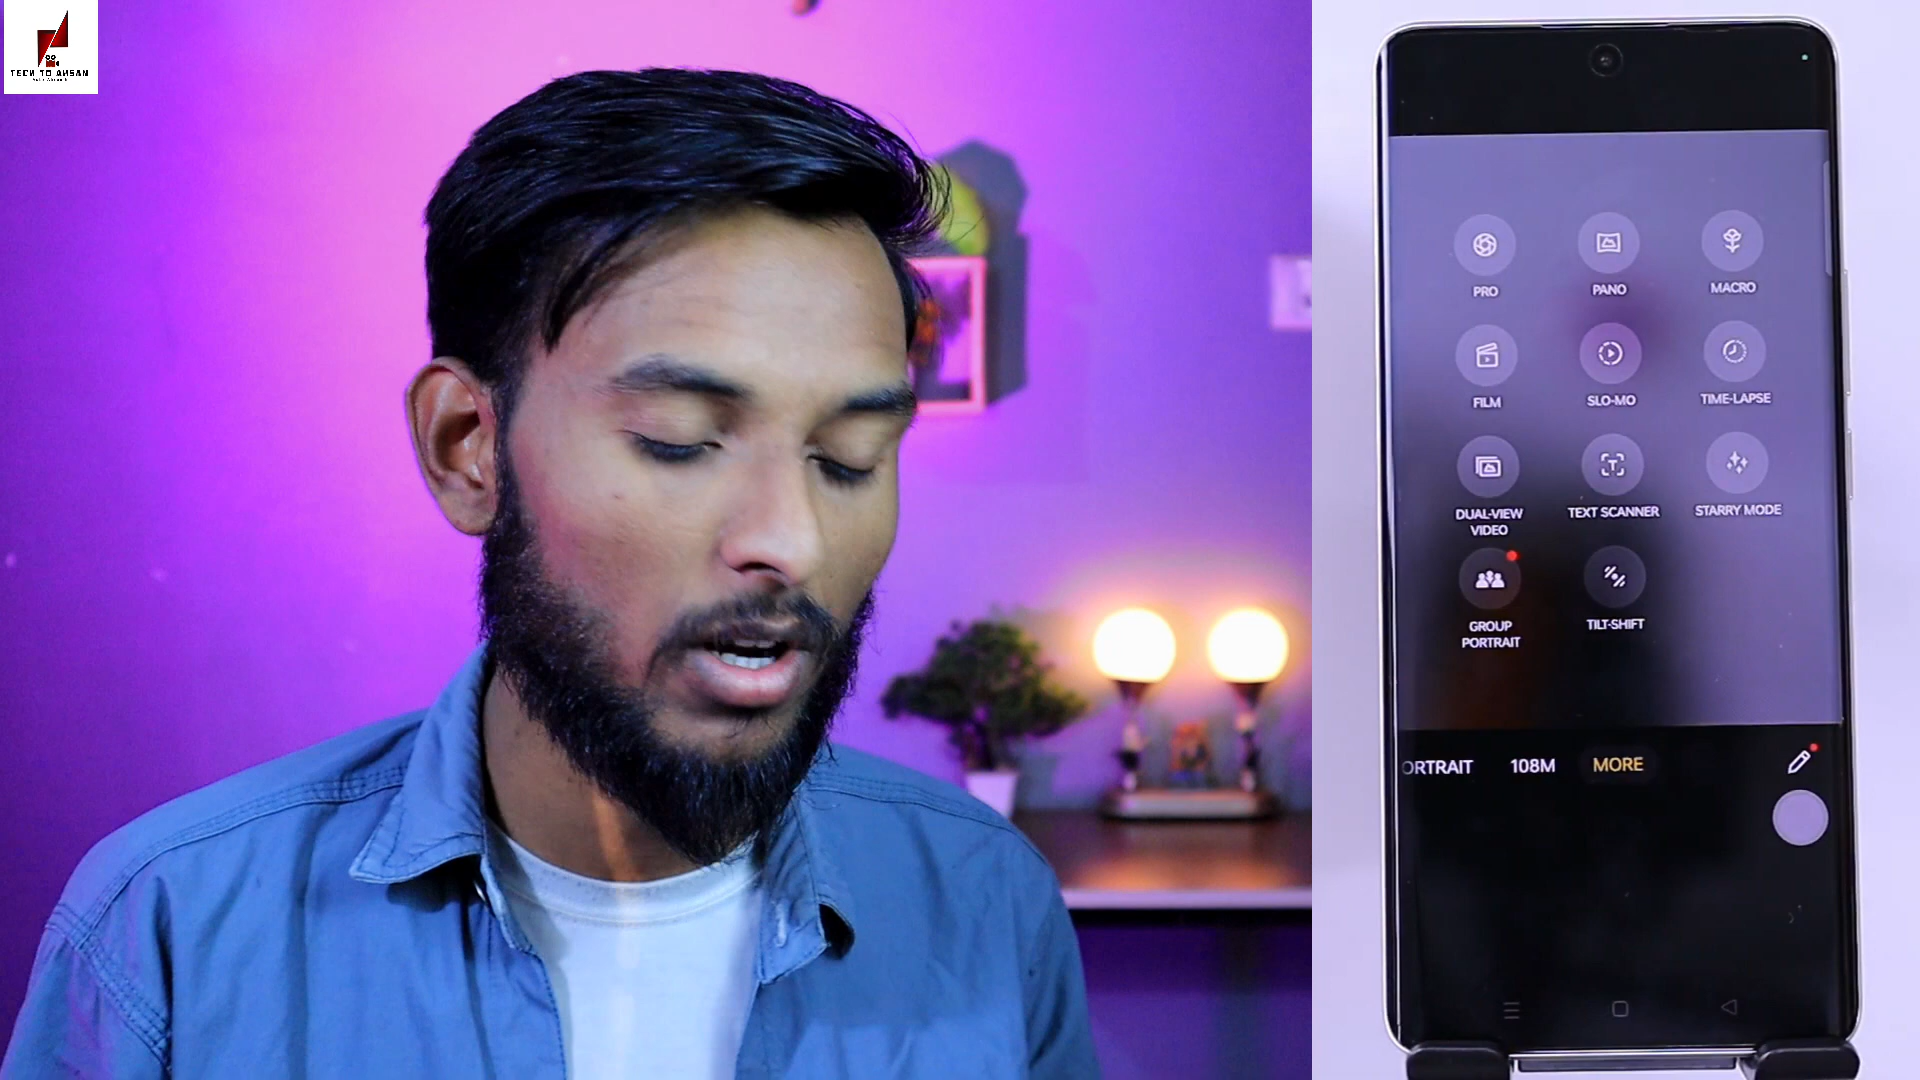 TECH TO AHSAN
PRO
PANO
MACRO
FILM
SLO-MO
TIME-LAPSE
DUAL-VIEW
VIDEO
TEXT SCANNER
STARRY MODE
GROUP
PORTRAIT
TILT-SHIFT
ORTRAIT
108M
MORE